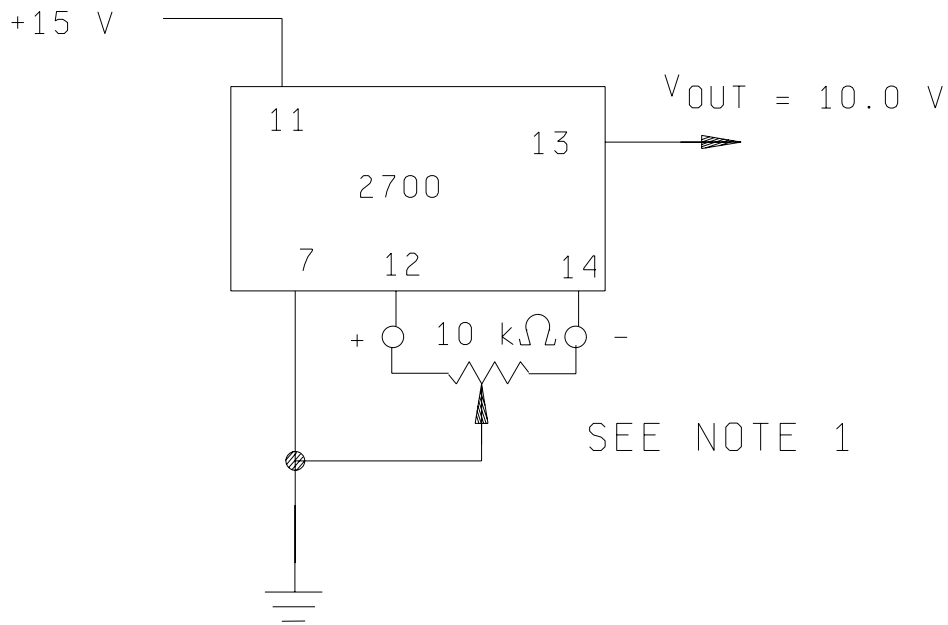 +15 V
V OUT = 10.0 V
11
13
2700
7
12
14
+ 10 kΩ -
SEE NOTE 1